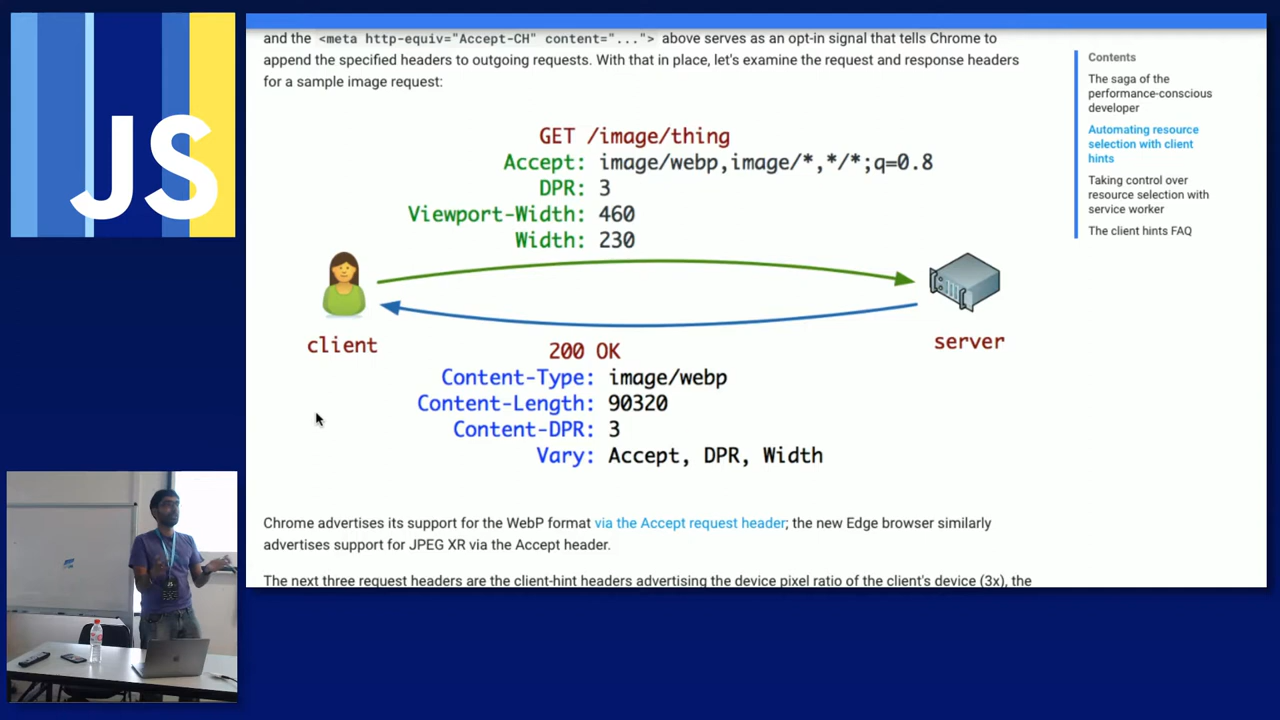 JS
and the <meta http-equiv="Accept-CH" content="..."> above serves as an opt-in signal that tells Chrome to
append the specified headers to outgoing requests. With that in place, let's examine the request and response headers
for a sample image request:
GET /image/thing
Accept: image/webp,image/*,*/*;q=0.8
DPR: 3
Viewport-Width: 460
Width: 230
client
server
200 OK
Content-Type: image/webp
Content-Length: 90320
Content-DPR: 3
Vary: Accept, DPR, Width
Chrome advertises its support for the WebP format via the Accept request header; the new Edge browser similarly
advertises support for JPEG XR via the Accept header.
The next three request headers are the client-hint headers advertising the device pixel ratio of the client's device (3x), the
Contents
The saga of the
performance-conscious
developer
Automating resource
selection with client
hints
Taking control over
resource selection with
service worker
The client hints FAQ